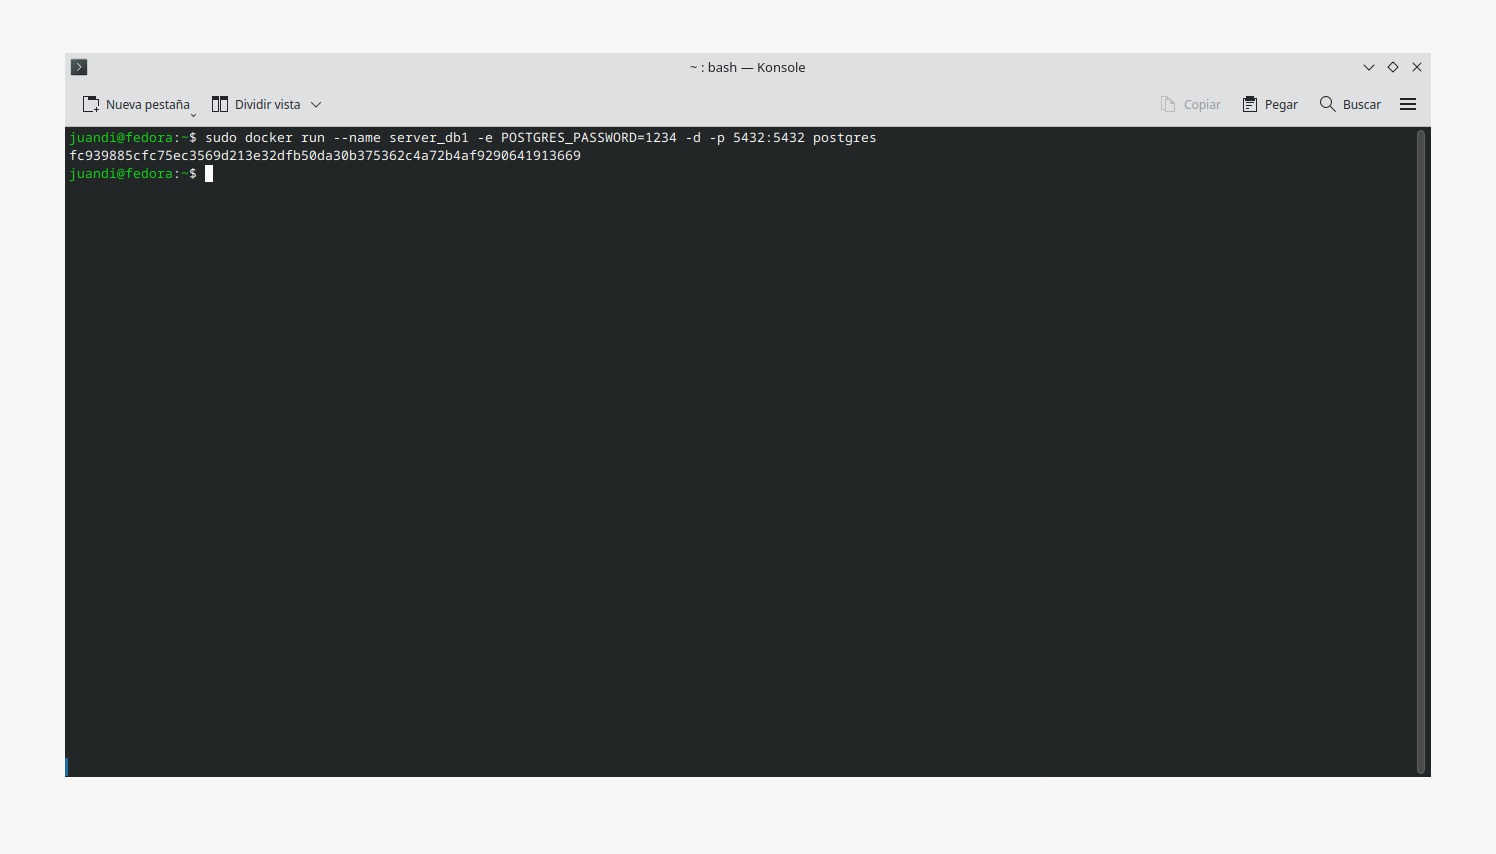 ~ : bash — Konsole
Nueva pestaña Dividir vista Copiar Pegar Buscar
juandi@fedora:~$ sudo docker run --name server_db1 -e POSTGRES_PASSWORD=1234 -d -p 5432:5432 postgres
fc939885cfc75ec3569d213e32dfb50da30b375362c4a72b4af9290641913669
juandi@fedora:~$